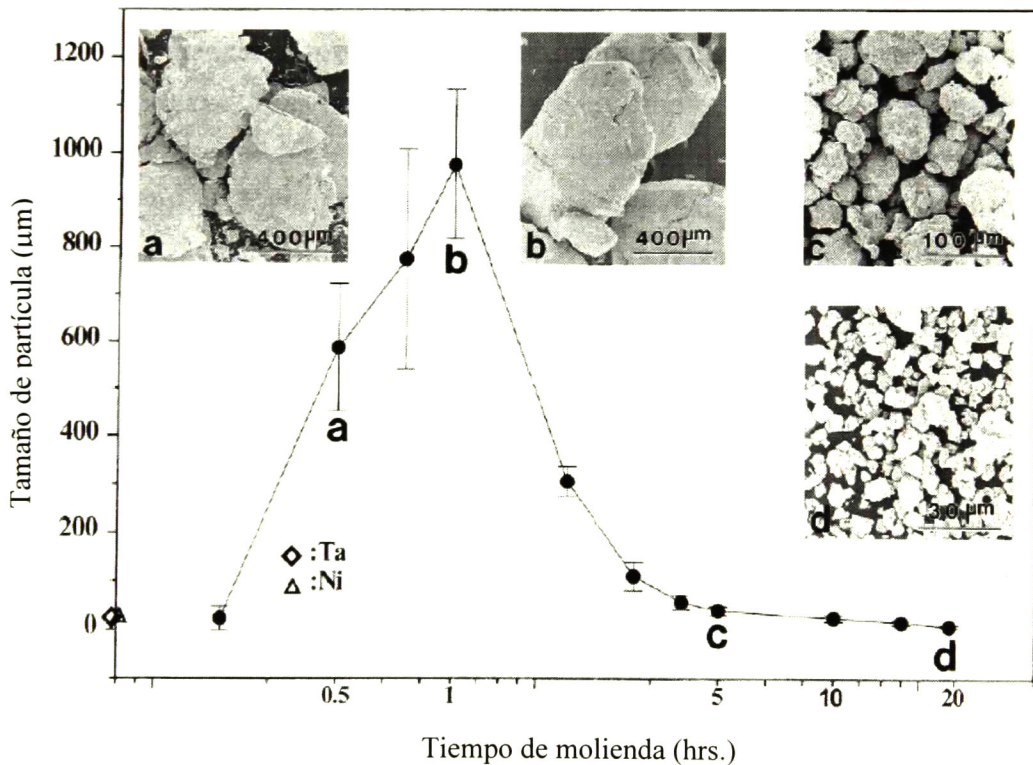 Tamaño de partícula (µm)
1200
1000
800
600
400
200
0
a
400µm
b
400µm
c
100µm
d
30µm
b
a
◇ :Ta
△ :Ni
c
d
0.5
1
5
10
20
Tiempo de molienda (hrs.)